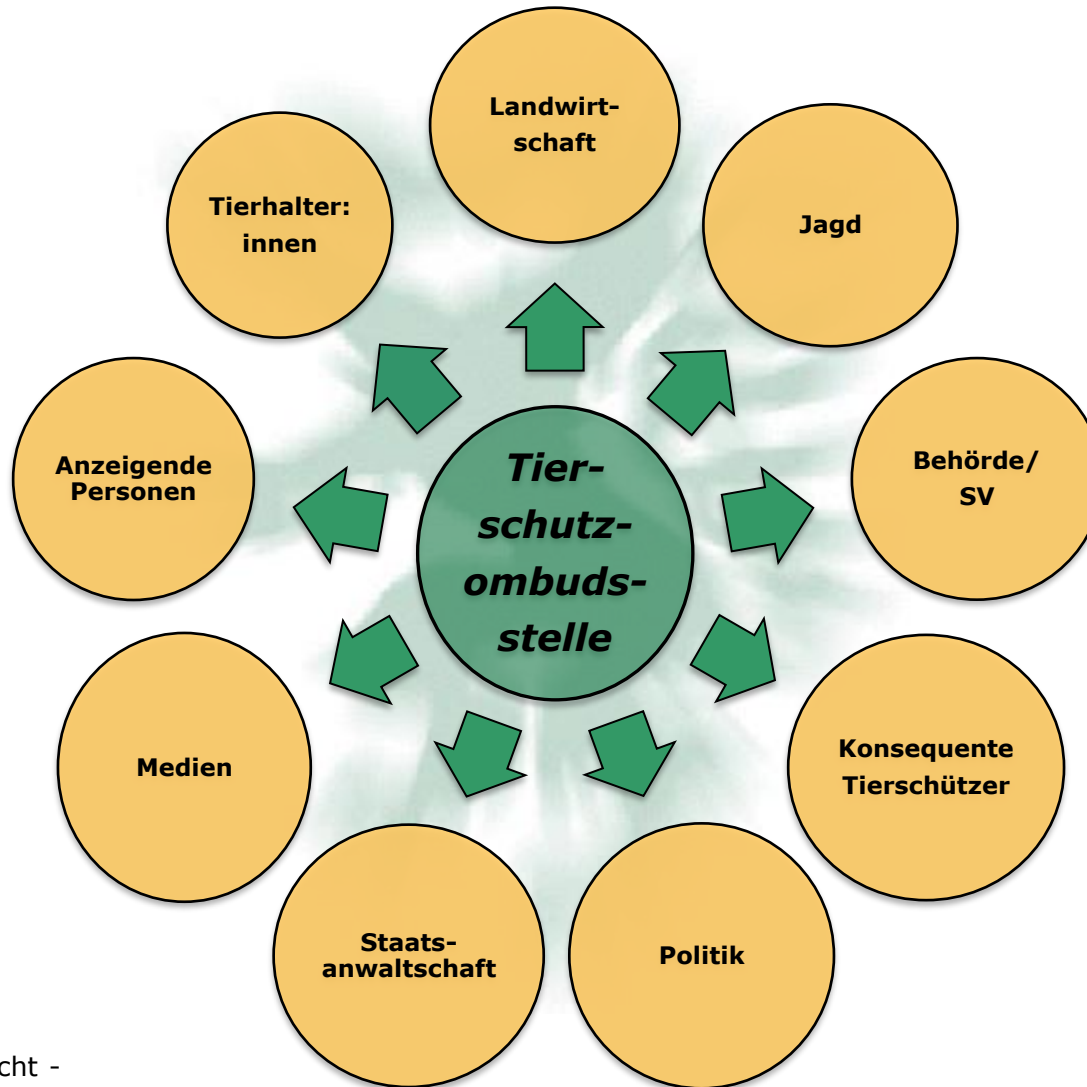 Landwirt-
schaft
Tierhalter:
innen
Jagd
Anzeigende
Personen
Tier-
schutz-
ombuds-
stelle
Behörde/
SV
Medien
Konsequente
Tierschützer
Staats-
anwaltschaft
Politik
cht -